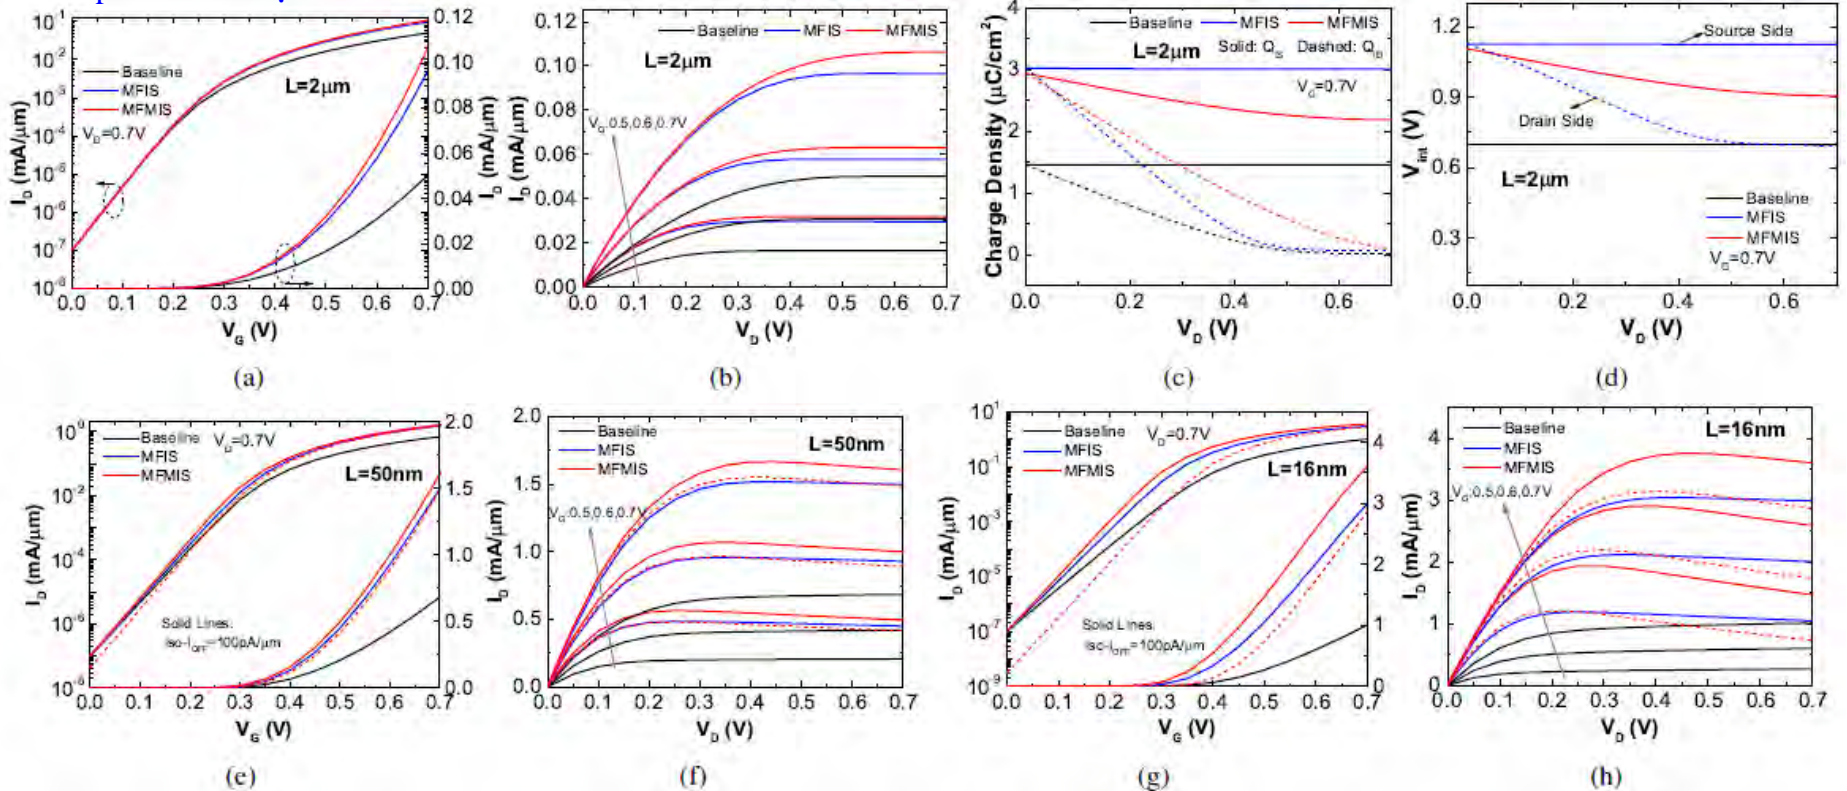 10⁻¹
10⁻²
10⁻³
10⁻⁴
10⁻⁵
10⁻⁶
10⁻⁷
10⁻⁸
I_D (mA/μm)
Baseline
MFIS
MFMIS
V_D=0.7V
L=2μm
0.12
0.10
0.08
0.06
0.04
0.02
0.00
I_D (mA/μm)
0.0 0.1 0.2 0.3 0.4 0.5 0.6 0.7
V_G (V)
(a)
0.12
0.10
0.08
0.06
0.04
0.02
0.00
I_D (mA/μm)
Baseline MFIS MFMIS
L=2μm
V_G:0.5,0.6,0.7V
0.0 0.1 0.2 0.3 0.4 0.5 0.6 0.7
V_D (V)
(b)
4
3
2
1
0
Charge Density (μC/cm²)
Baseline MFIS MFMIS
L=2μm Solid: Q_S Dashed: Q_D
V_G=0.7V
0.0 0.2 0.4 0.6
V_D (V)
(c)
1.2
0.9
0.6
0.3
V_int (V)
Source Side
Drain Side
L=2μm
Baseline
MFIS
MFMIS
V_G=0.7V
0.0 0.2 0.4 0.6
V_D (V)
(d)
10⁰
10⁻²
10⁻⁴
10⁻⁶
10⁻⁸
I_D (mA/μm)
Baseline V_D=0.7V
MFIS
MFMIS
L=50nm
Solid Lines:
iso-I_OFF=100pA/μm
2.0
1.5
1.0
0.5
0.0
0.0 0.1 0.2 0.3 0.4 0.5 0.6 0.7
V_G (V)
(e)
2.0
1.5
1.0
0.5
0.0
I_D (mA/μm)
Baseline
MFIS
MFMIS
L=50nm
V_G:0.5,0.6,0.7V
0.0 0.1 0.2 0.3 0.4 0.5 0.6 0.7
V_D (V)
(f)
10¹
10⁻¹
10⁻³
10⁻⁵
10⁻⁷
10⁻⁹
I_D (mA/μm)
Baseline V_D=0.7V
MFIS
MFMIS
L=16nm
Solid Lines:
iso-I_OFF=100pA/μm
4
3
2
1
0
0.0 0.1 0.2 0.3 0.4 0.5 0.6 0.7
V_G (V)
(g)
4
3
2
1
0
I_D (mA/μm)
Baseline
MFIS
MFMIS
L=16nm
V_G:0.5,0.6,0.7V
0.0 0.1 0.2 0.3 0.4 0.5 0.6 0.7
V_D (V)
(h)